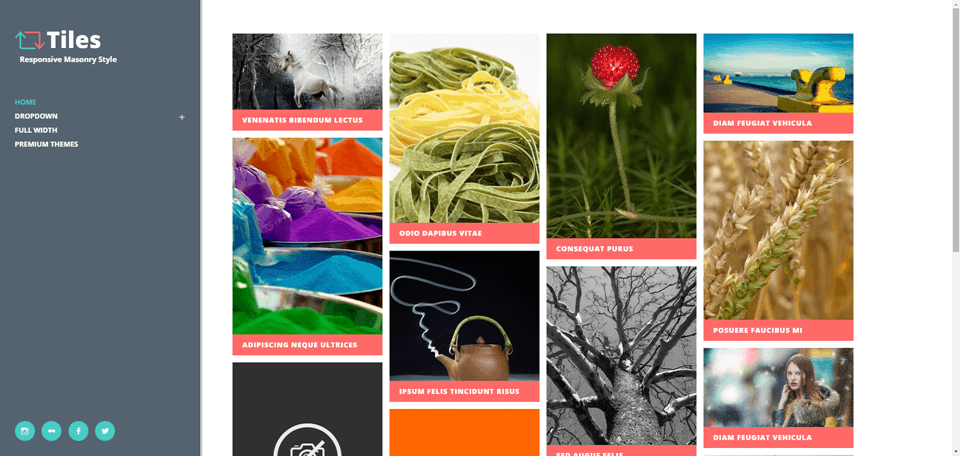 Tiles
Responsive Masonry Style
HOME
DROPDOWN +
FULL WIDTH
PREMIUM THEMES
VENENATIS BIBENDUM LECTUS
ADIPISCING NEQUE ULTRICES
ODIO DAPIBUS VITAE
IPSUM FELIS TINCIDUNT RISUS
CONSEQUAT PURUS
SED AUGUE FELIS
DIAM FEUGIAT VEHICULA
POSUERE FAUCIBUS MI
DIAM FEUGIAT VEHICULA